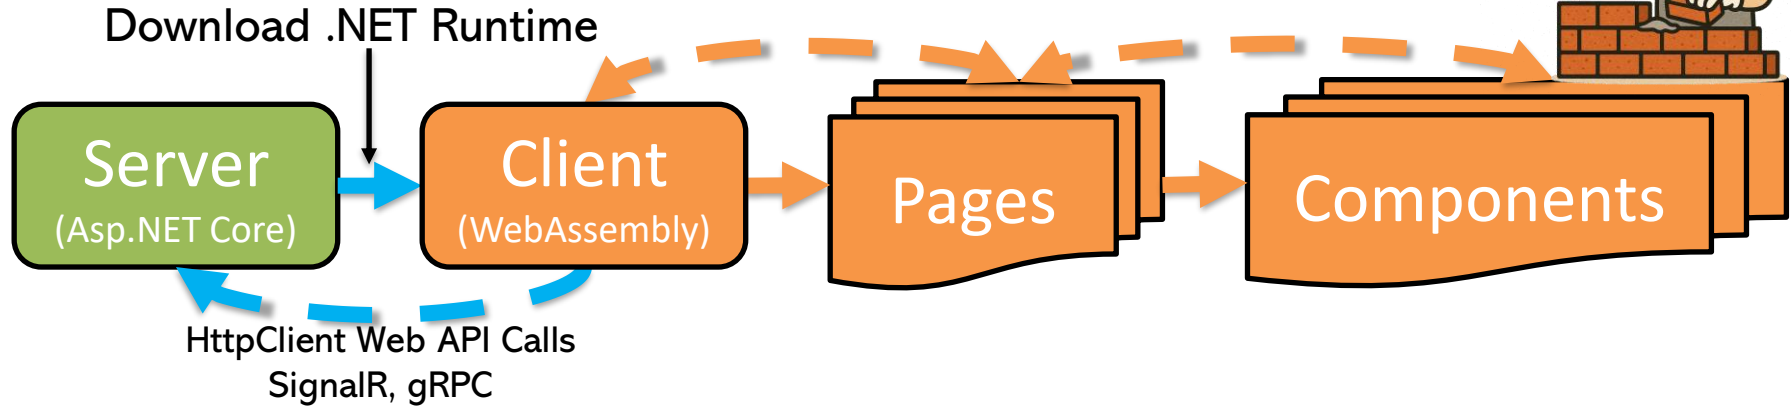 Download .NET Runtime
Server
(Asp.NET Core)
Client
(WebAssembly)
Pages
Components
HttpClient Web API Calls
SignalR, gRPC